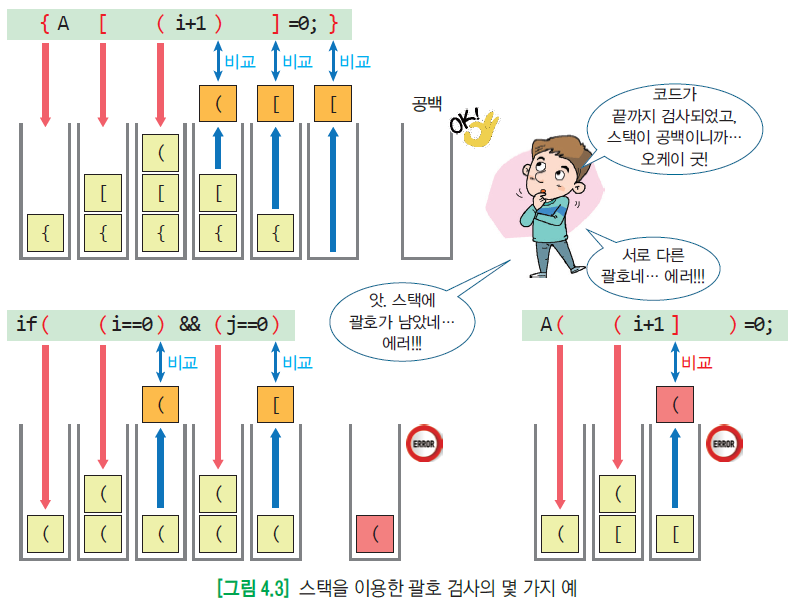 { A [ ( i+1 ) ] =0; }
비교 비교 비교
( [ [
공백
OK!
코드가
끝까지 검사되었고,
스택이 공백이니까…
오케이 굿!
(
[ [ [
{ { { { {
서로 다른
괄호네… 에러!!!
앗. 스택에
괄호가 남았네…
에러!!!
if( (i==0) && (j==0)
비교 비교
( [
ERROR
( (
( ( ( ( ( (
A( ( i+1 ] )=0;
비교
(
ERROR
(
( [ [
[그림 4.3] 스택을 이용한 괄호 검사의 몇 가지 예